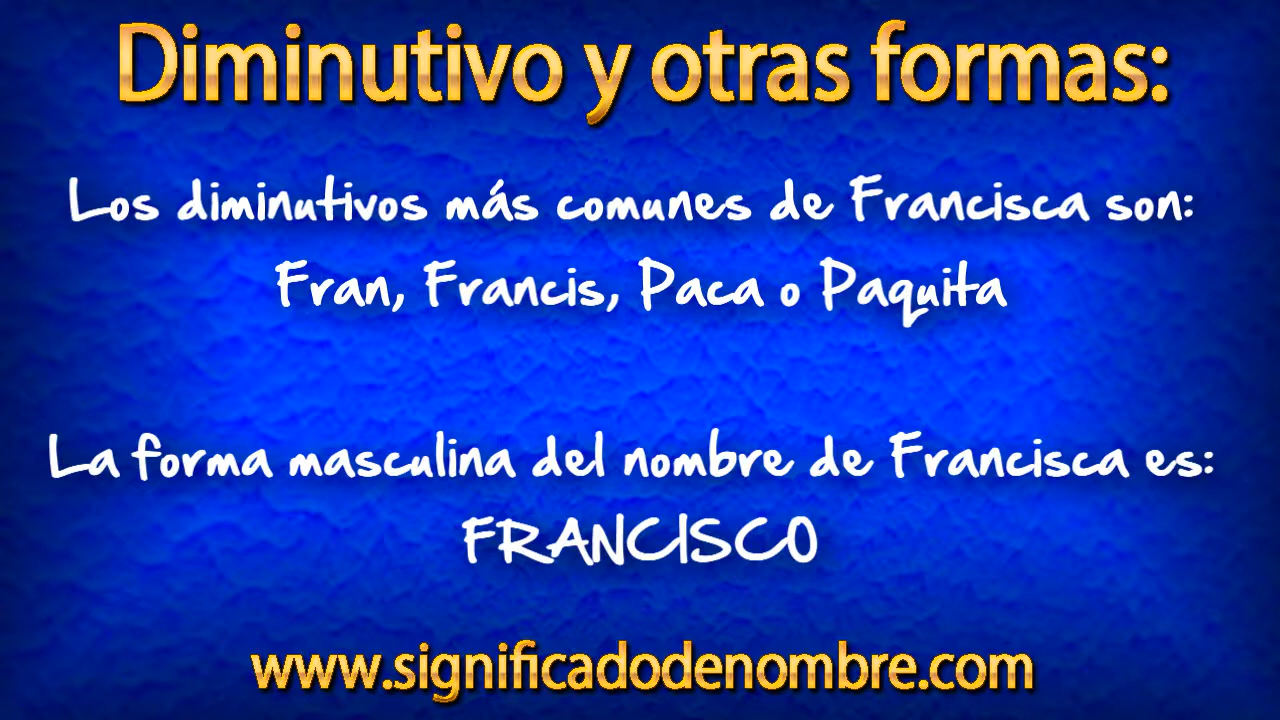 Diminutivo y otras formas:
Los diminutivos más comunes de Francisca son:
Fran, Francis, Paca o Paquita
La forma masculina del nombre de Francisca es:
FRANCISCO
www.significadodenombre.com